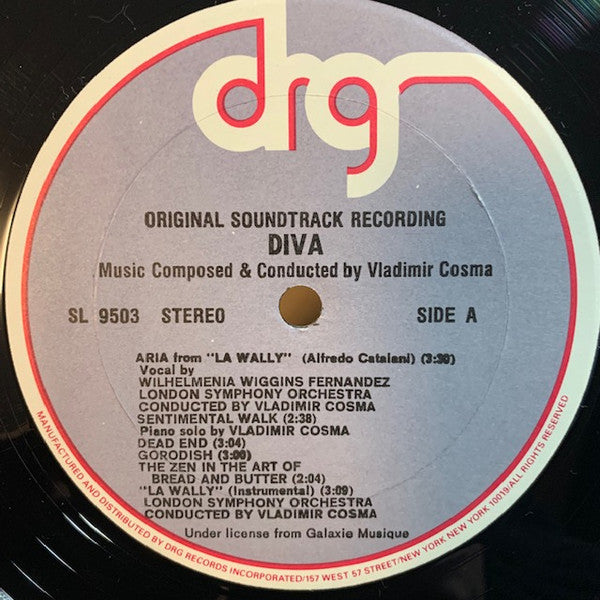 drg
ORIGINAL SOUNDTRACK RECORDING
DIVA
Music Composed & Conducted by Vladimir Cosma
SL 9503 STEREO SIDE A
ARIA from "LA WALLY" (Alfredo Catalani) (3:30)
Vocal by
WILHELMENIA WIGGINS FERNANDEZ
LONDON SYMPHONY ORCHESTRA
CONDUCTED BY VLADIMIR COSMA
SENTIMENTAL WALK (2:38)
Piano solo by VLADIMIR COSMA
DEAD END (3:04)
GORODISH (3:00)
THE ZEN IN THE ART OF
BREAD AND BUTTER (2:04)
"LA WALLY" (Instrumental) (3:09)
LONDON SYMPHONY ORCHESTRA
CONDUCTED BY VLADIMIR COSMA
Under license from Galaxie Musique
MANUFACTURED AND DISTRIBUTED BY DRG RECORDS INCORPORATED/157 WEST 57 STREET/NEW YORK NEW YORK 10019/ALL RIGHTS RESERVED